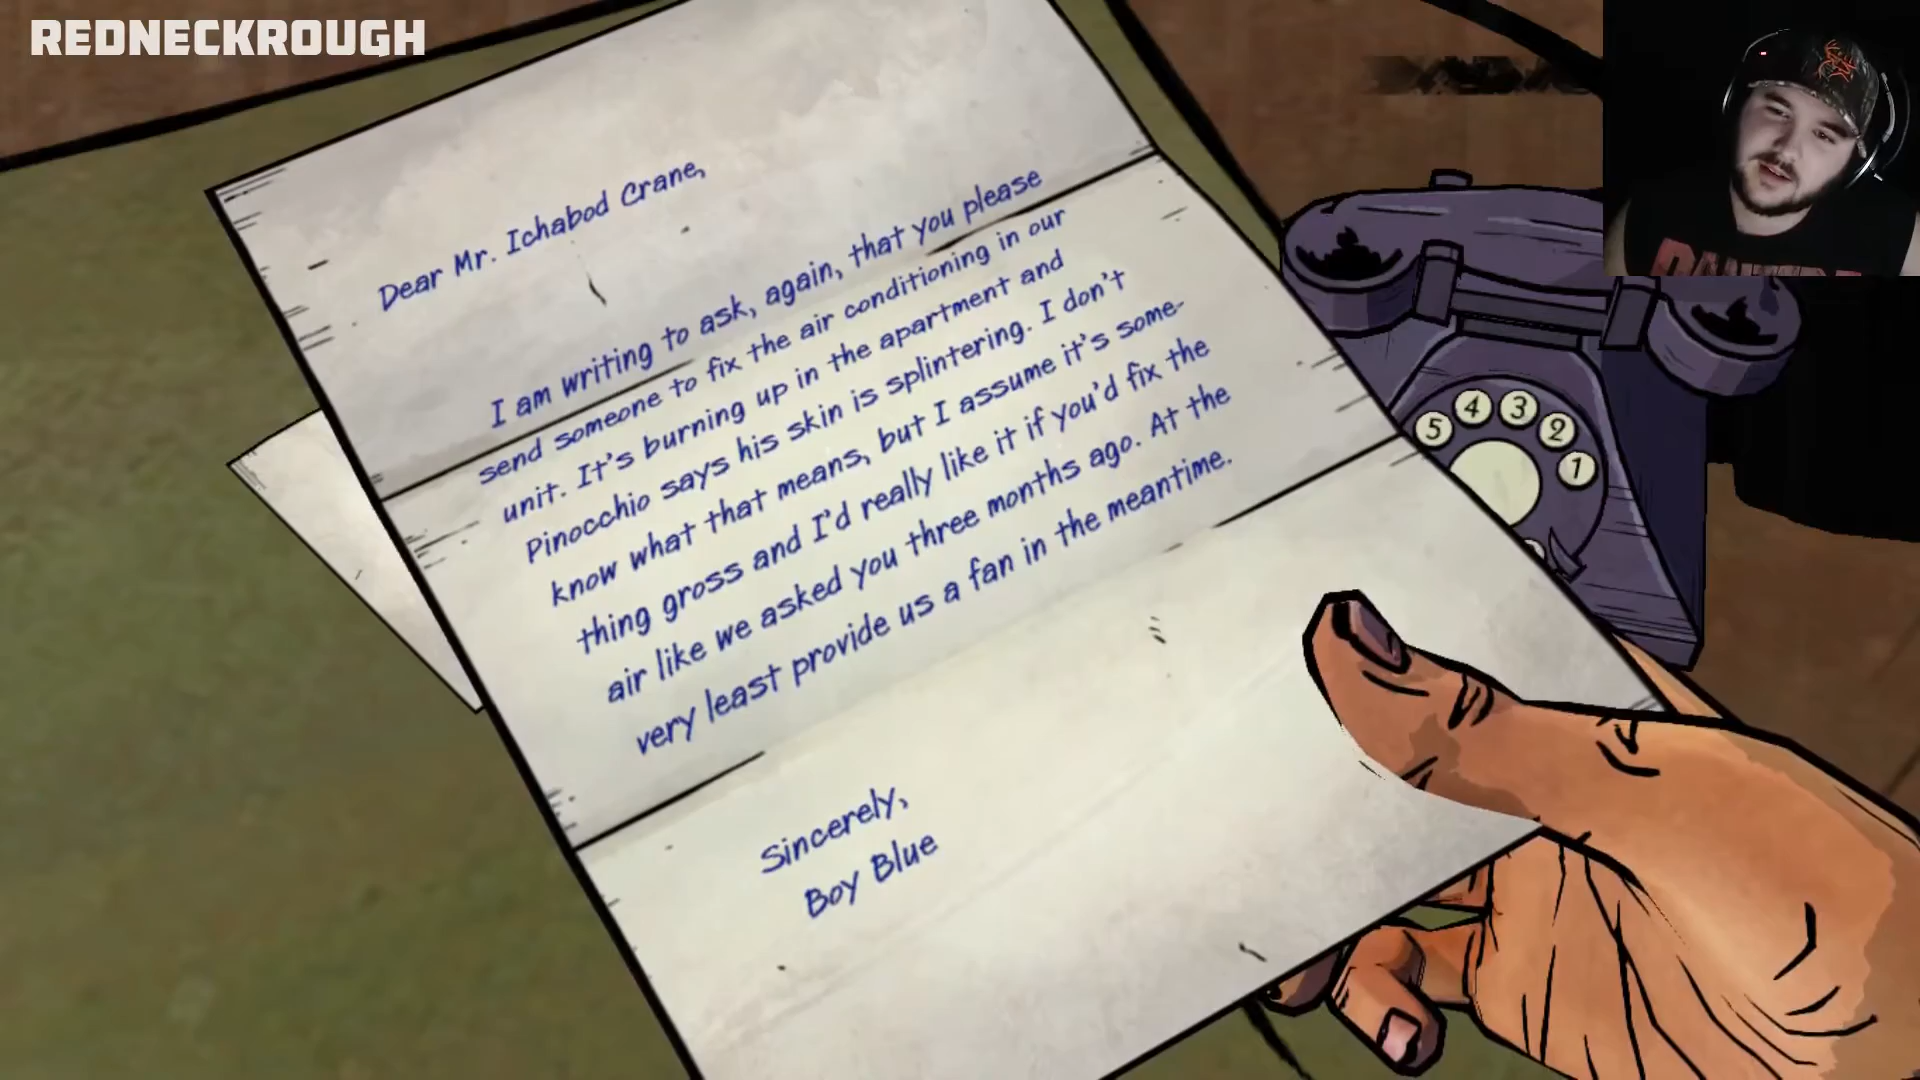 REDNECKROUGH
Dear Mr. Ichabod Crane,
I am writing to ask, again, that you please
send someone to fix the air conditioning in our
unit. It's burning up in the apartment and
Pinocchio says his skin is splintering. I don't
know what that means, but I assume it's some-
thing gross and I'd really like it if you'd fix the
air like we asked you three months ago. At the
very least provide us a fan in the meantime.
Sincerely,
Boy Blue
5 4 3 2 1